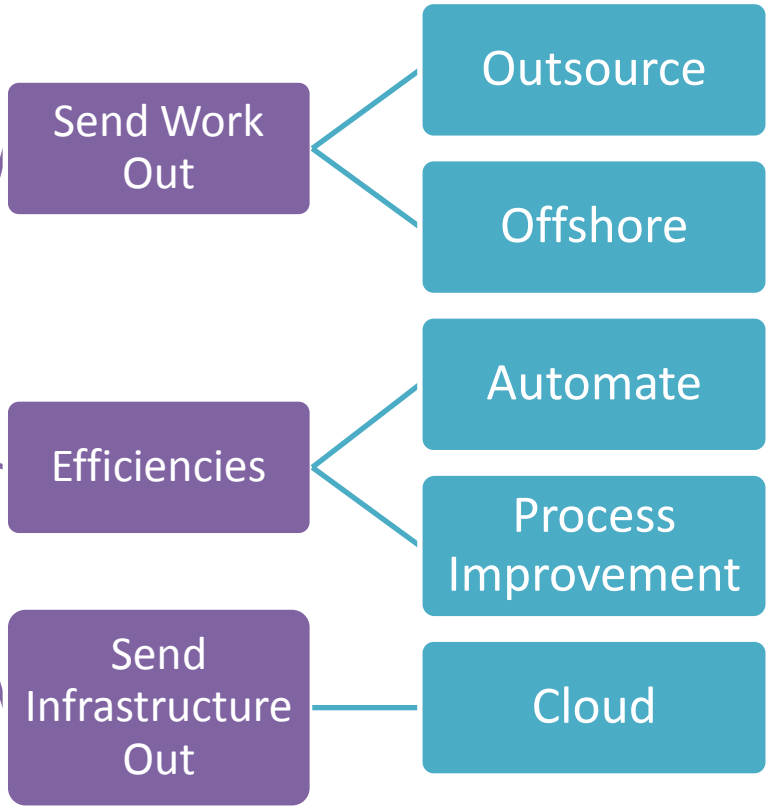 Send Work
Out
Outsource
Offshore
Efficiencies
Automate
Process
Improvement
Send
Infrastructure
Out
Cloud